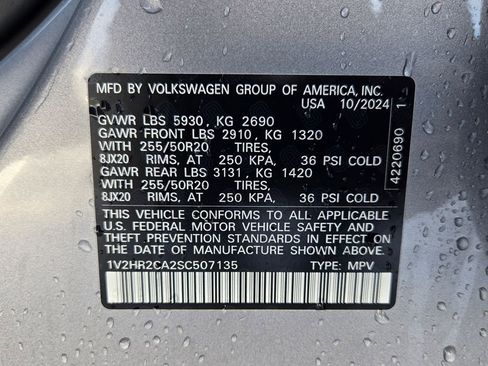 MFD BY VOLKSWAGEN GROUP OF AMERICA, INC.
USA 10/2024
GVWR LBS 5930, KG 2690
GAWR FRONT LBS 2910, KG 1320
WITH 255/50R20 TIRES,
8JX20 RIMS, AT 250 KPA, 36 PSI COLD
GAWR REAR LBS 3131, KG 1420
WITH 255/50R20 TIRES,
8JX20 RIMS, AT 250 KPA, 36 PSI COLD
THIS VEHICLE CONFORMS TO ALL APPLICABLE
U.S. FEDERAL MOTOR VEHICLE SAFETY AND
THEFT PREVENTION STANDARDS IN EFFECT ON
THE DATE OF MANUFACTURE SHOWN ABOVE
1V2HR2CA2SC507135 TYPE: MPV
4220690 1